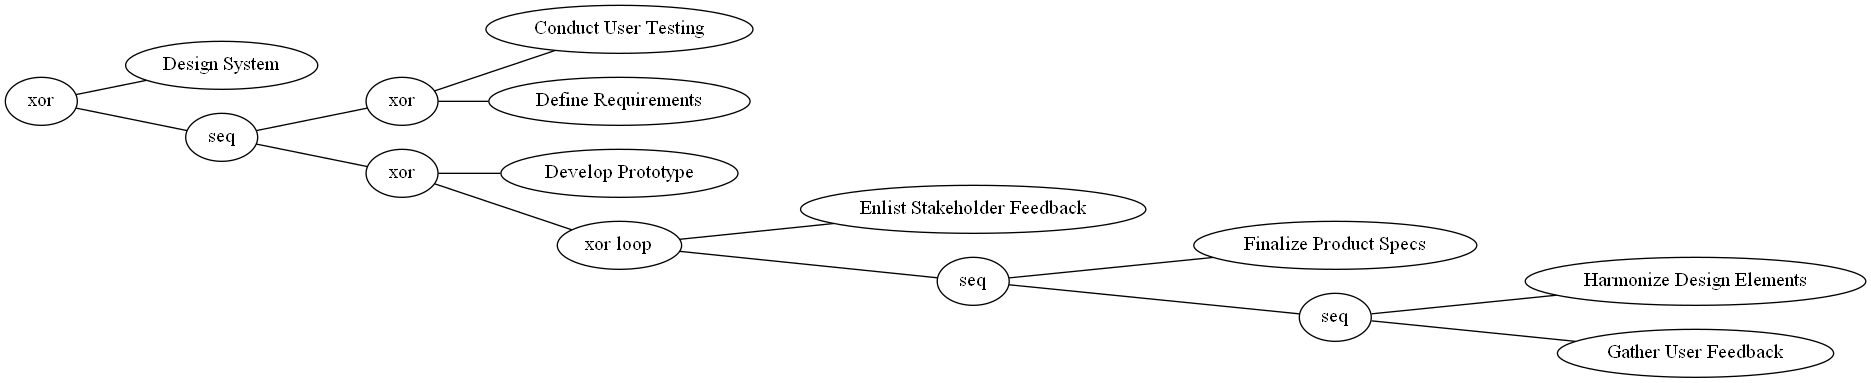 Conduct User Testing
Design System
xor
xor
Define Requirements
seq
xor
Develop Prototype
Enlist Stakeholder Feedback
xor loop
Finalize Product Specs
seq
Harmonize Design Elements
seq
Gather User Feedback